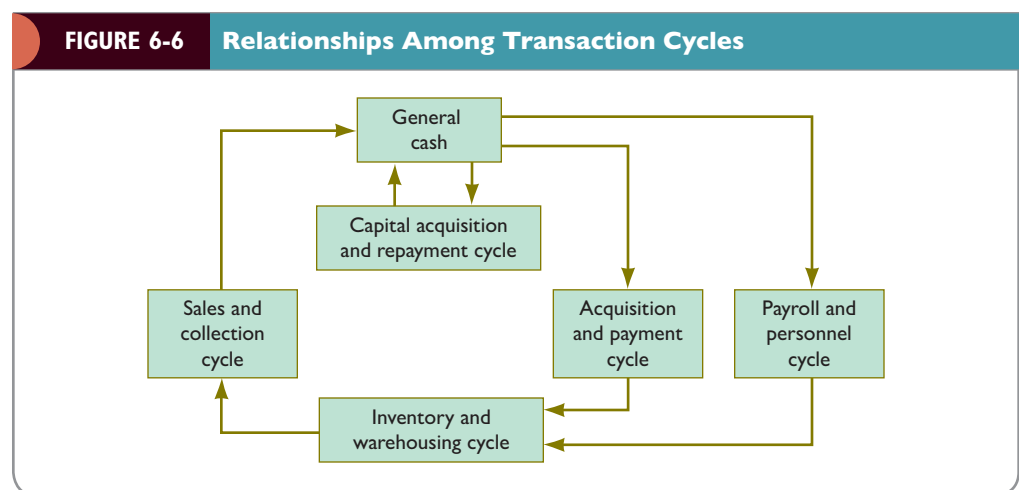 FIGURE 6-6
Relationships Among Transaction Cycles
General
cash
Capital acquisition
and repayment cycle
Sales and
collection
cycle
Acquisition
and payment
cycle
Payroll and
personnel
cycle
Inventory and
warehousing cycle